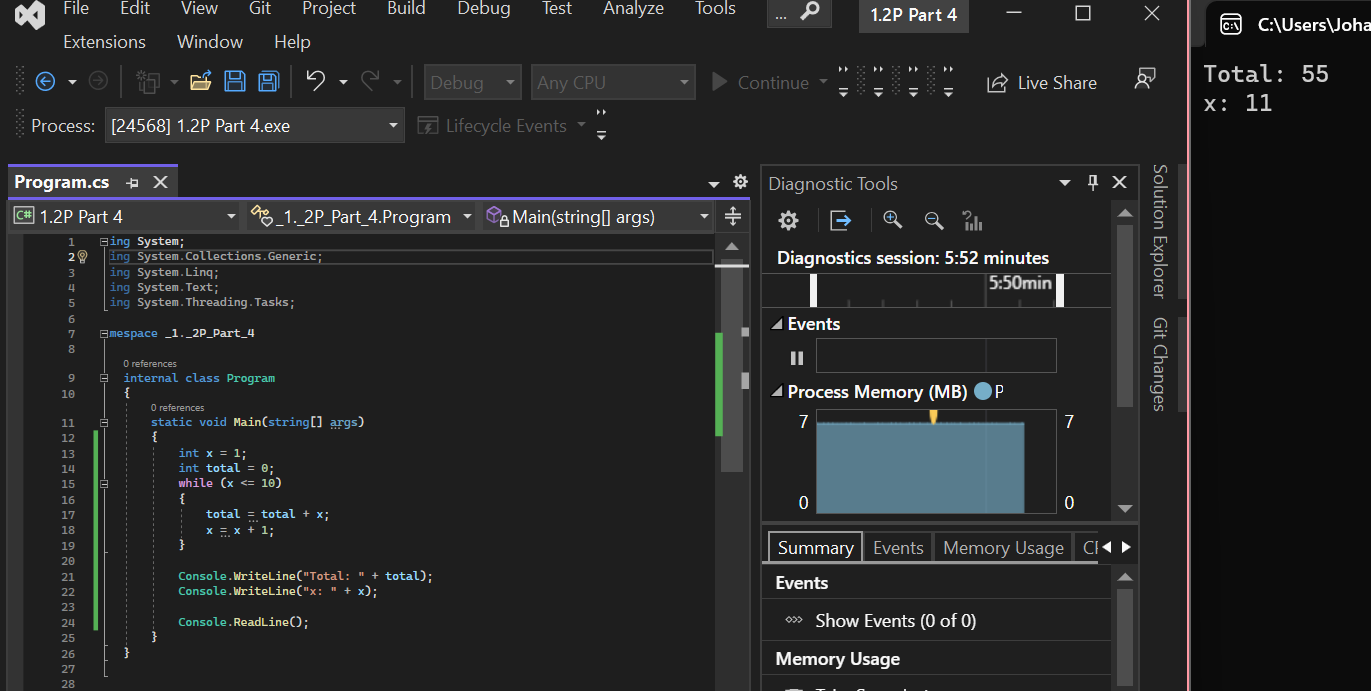 File Edit View Git Project Build Debug Test Analyze Tools ... 1.2P Part 4
Extensions Window Help
Debug Any CPU Continue Live Share
Process: [24568] 1.2P Part 4.exe Lifecycle Events
Program.cs
C# 1.2P Part 4 _1._2P_Part_4.Program Main(string[] args)
1 ing System;
2 ing System.Collections.Generic;
3 ing System.Linq;
4 ing System.Text;
5 ing System.Threading.Tasks;
6
7 mespace _1._2P_Part_4
8
0 references
9 internal class Program
10 {
0 references
11 static void Main(string[] args)
12 {
13 int x = 1;
14 int total = 0;
15 while (x <= 10)
16 {
17 total = total + x;
18 x = x + 1;
19 }
20
21 Console.WriteLine("Total: " + total);
22 Console.WriteLine("x: " + x);
23
24 Console.ReadLine();
25 }
26 }
27
28
Diagnostic Tools
Diagnostics session: 5:52 minutes
5:50min
Events
Process Memory (MB) P
7 7
0 0
Summary Events Memory Usage
Events
Show Events (0 of 0)
Memory Usage
Solution Explorer
Git Changes
C:\Users\Joha
Total: 55
x: 11